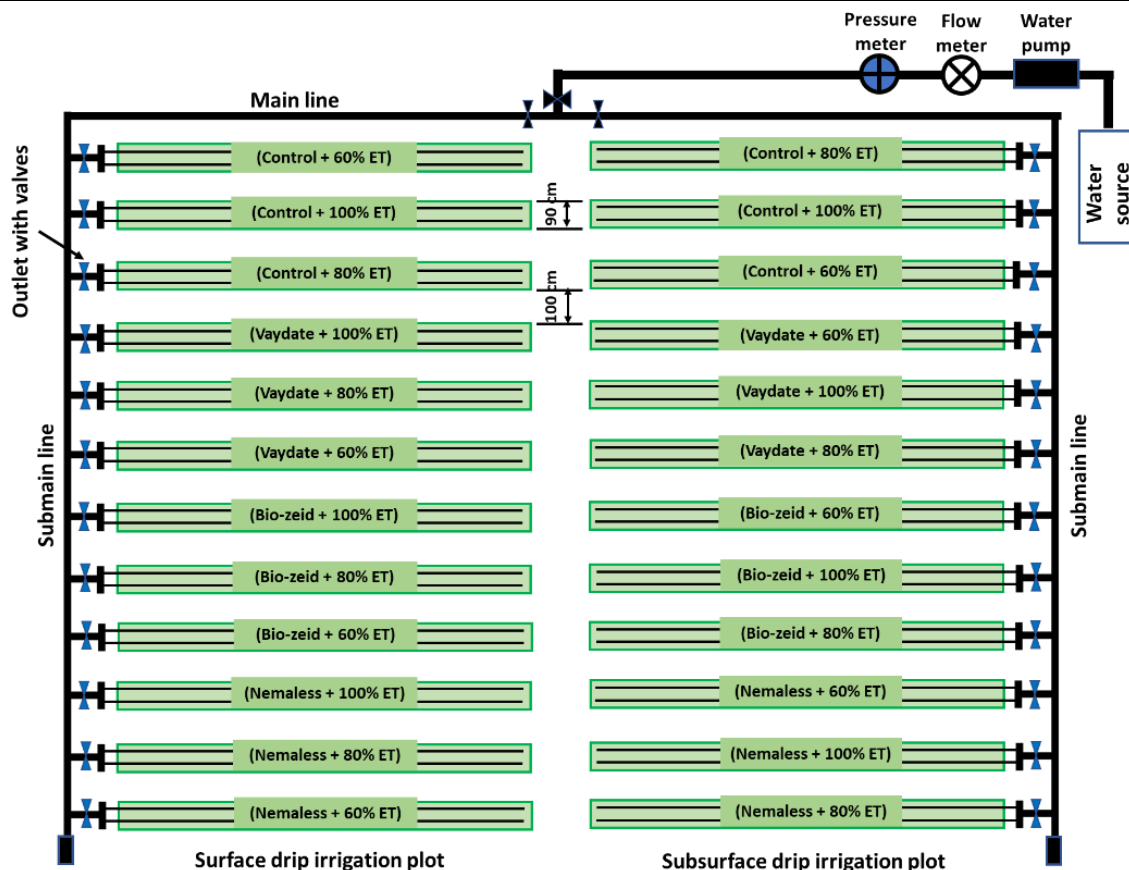 Pressure
meter
Flow
meter
Water
pump
Main line
Water
source
Outlet with valves
Submain line
(Control + 60% ET)
(Control + 100% ET)
(Control + 80% ET)
(Vaydate + 100% ET)
(Vaydate + 80% ET)
(Vaydate + 60% ET)
(Bio-zeid + 100% ET)
(Bio-zeid + 80% ET)
(Bio-zeid + 60% ET)
(Nemaless + 100% ET)
(Nemaless + 80% ET)
(Nemaless + 60% ET)
90 cm
100 cm
(Control + 80% ET)
(Control + 100% ET)
(Control + 60% ET)
(Vaydate + 60% ET)
(Vaydate + 100% ET)
(Vaydate + 80% ET)
(Bio-zeid + 60% ET)
(Bio-zeid + 100% ET)
(Bio-zeid + 80% ET)
(Nemaless + 60% ET)
(Nemaless + 100% ET)
(Nemaless + 80% ET)
Submain line
Surface drip irrigation plot
Subsurface drip irrigation plot